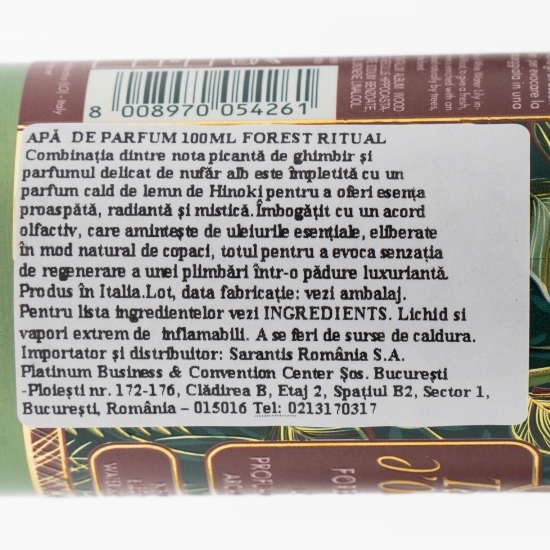 8 008970 054261
APĂ DE PARFUM 100ML FOREST RITUAL
Combinația dintre nota picantă de ghimbir și
parfumul delicat de nufăr alb este împletită cu un
parfum cald de lemn de Hinoki pentru a oferi esența
proaspătă, radiantă și mistică. Îmbogățit cu un acord
olfactiv, care amintește de uleiurile esențiale, eliberate
în mod natural de copaci, totul pentru a evoca senzația
de regenerare a unei plimbări într-o pădure luxuriantă.
Produs în Italia. Lot, data fabricație: vezi ambalaj.
Pentru lista ingredientelor vezi INGREDIENTS. Lichid si
vapori extrem de inflamabili. A se feri de surse de caldura.
Importator și distribuitor: Sarantis România S.A.
Platinum Business & Convention Center Șos. București
-Ploiești nr. 172-176, Clădirea B, Etaj 2, Spațiul B2, Sector 1,
București, România – 015016 Tel: 0213170317